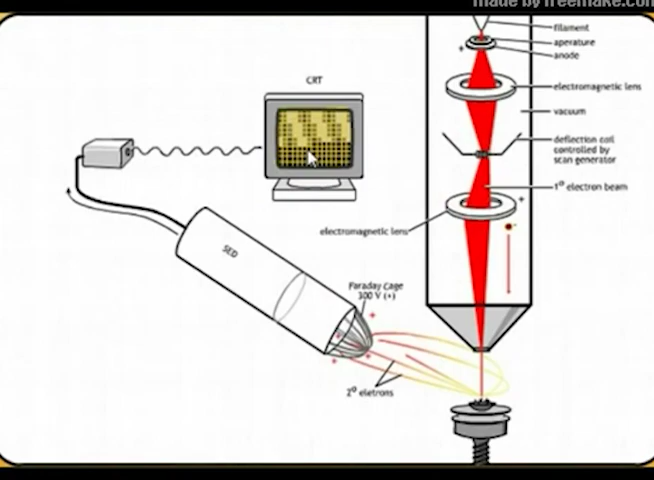 made by freemake.com
filament
aperature
anode
CRT
electromagnetic lens
vacuum
deflection coil
controlled by
scan generator
1° electron beam
electromagnetic lens
SED
Faraday Cage
300 V (+)
2° eletrons